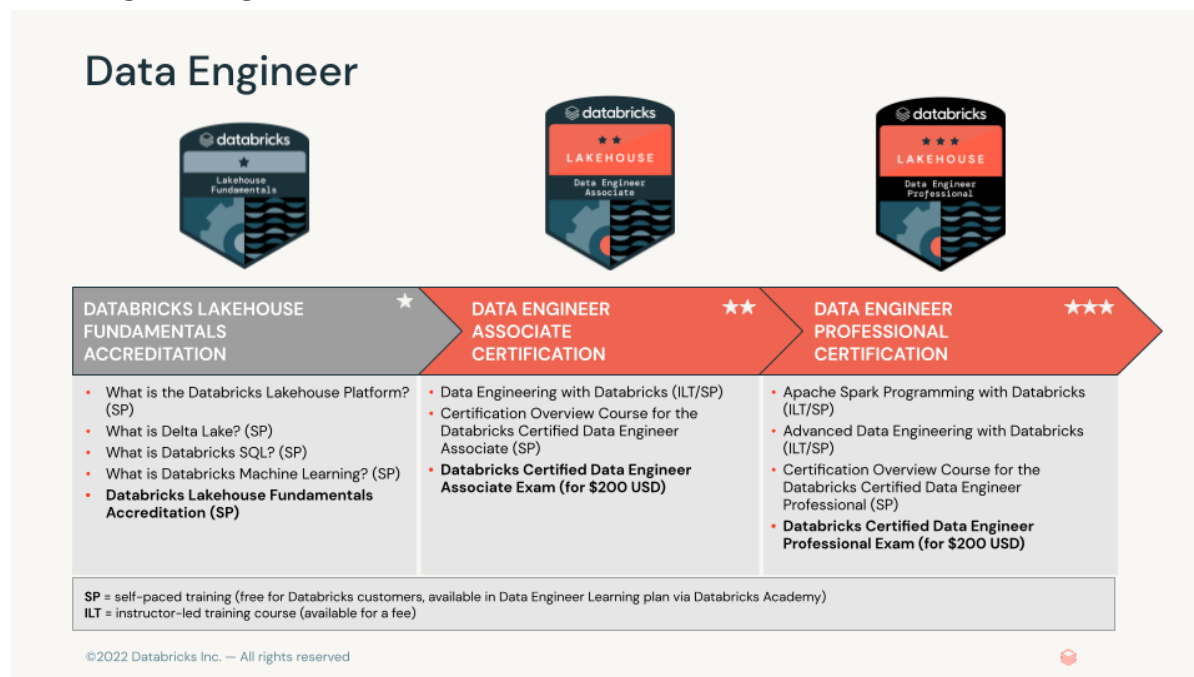 Data Engineer
databricks
Lakehouse
Fundamentals
databricks
LAKEHOUSE
Data Engineer
Associate
databricks
LAKEHOUSE
Data Engineer
Professional
DATABRICKS LAKEHOUSE
FUNDAMENTALS
ACCREDITATION
• What is the Databricks Lakehouse Platform?
(SP)
• What is Delta Lake? (SP)
• What is Databricks SQL? (SP)
• What is Databricks Machine Learning? (SP)
• Databricks Lakehouse Fundamentals
Accreditation (SP)
DATA ENGINEER
ASSOCIATE
CERTIFICATION
• Data Engineering with Databricks (ILT/SP)
• Certification Overview Course for the
Databricks Certified Data Engineer
Associate (SP)
• Databricks Certified Data Engineer
Associate Exam (for $200 USD)
DATA ENGINEER
PROFESSIONAL
CERTIFICATION
• Apache Spark Programming with Databricks
(ILT/SP)
• Advanced Data Engineering with Databricks
(ILT/SP)
• Certification Overview Course for the
Databricks Certified Data Engineer
Professional (SP)
• Databricks Certified Data Engineer
Professional Exam (for $200 USD)
SP = self-paced training (free for Databricks customers, available in Data Engineer Learning plan via Databricks Academy)
ILT = instructor-led training course (available for a fee)
©2022 Databricks Inc. — All rights reserved